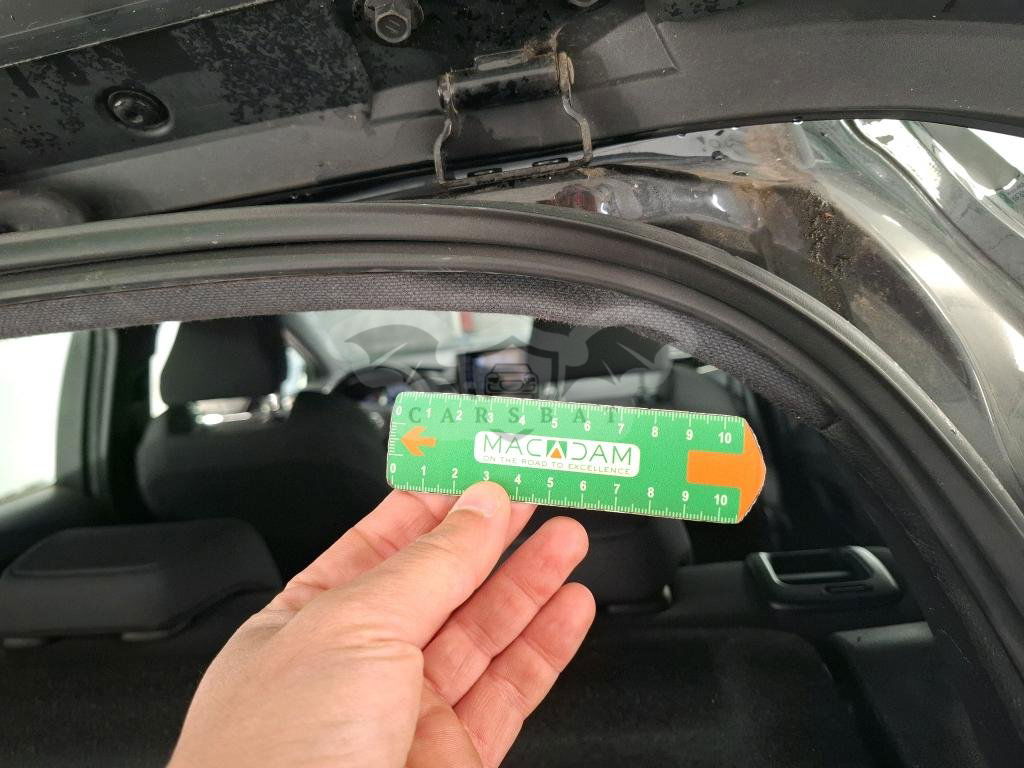 0 1 2 3 4 5 6 7 8 9 10
CARSBAT
MACADAM
ON THE ROAD TO EXCELLENCE
0 1 2 3 4 5 6 7 8 9 10